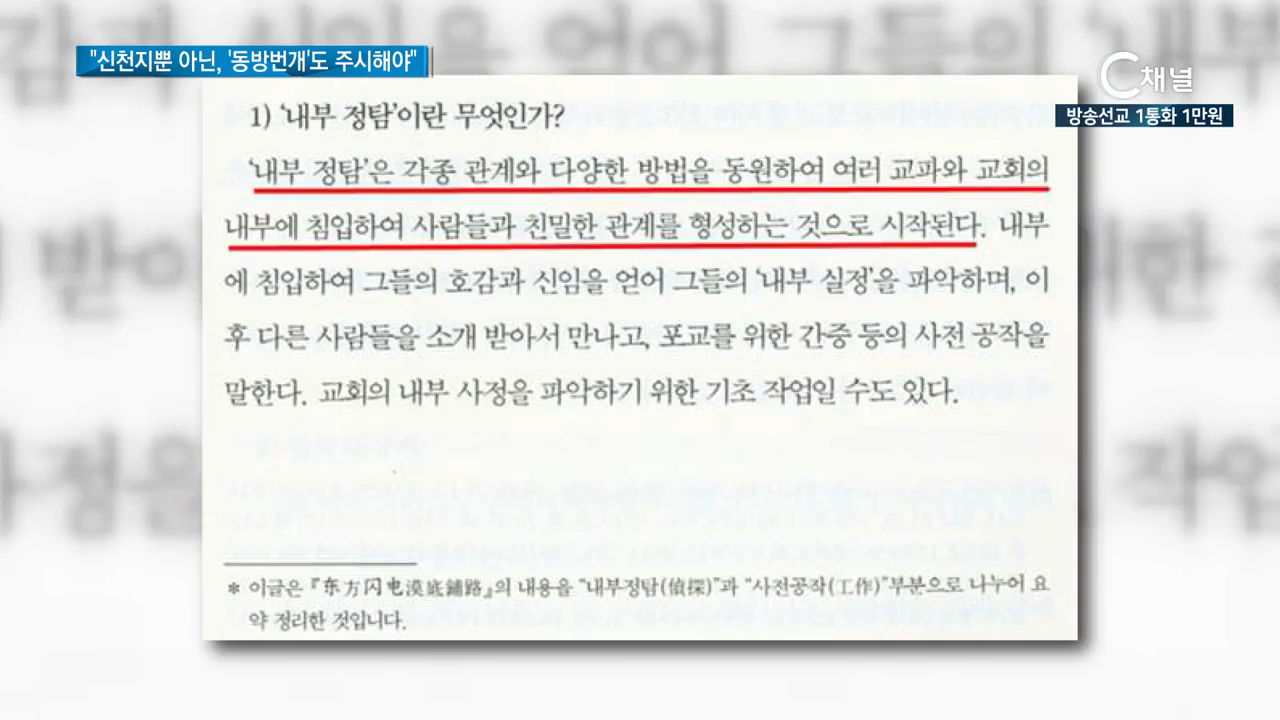 "신천지뿐 아닌, '동방번개'도 주시해야"
C채널
방송선교 1통화 1만원
1) '내부 정탐'이란 무엇인가?
'내부 정탐'은 각종 관계와 다양한 방법을 동원하여 여러 교파와 교회의
내부에 침입하여 사람들과 친밀한 관계를 형성하는 것으로 시작된다. 내부
에 침입하여 그들의 호감과 신임을 얻어 그들의 '내부 실정'을 파악하며, 이
후 다른 사람들을 소개 받아서 만나고, 포교를 위한 간증 등의 사전 공작을
말한다. 교회의 내부 사정을 파악하기 위한 기초 작업일 수도 있다.
* 이글은 『东方闪电漠底鋪路』의 내용을 "내부정탐(偵探)"과 "사전공작(工作)"부분으로 나누어 요
약 정리한 것입니다.